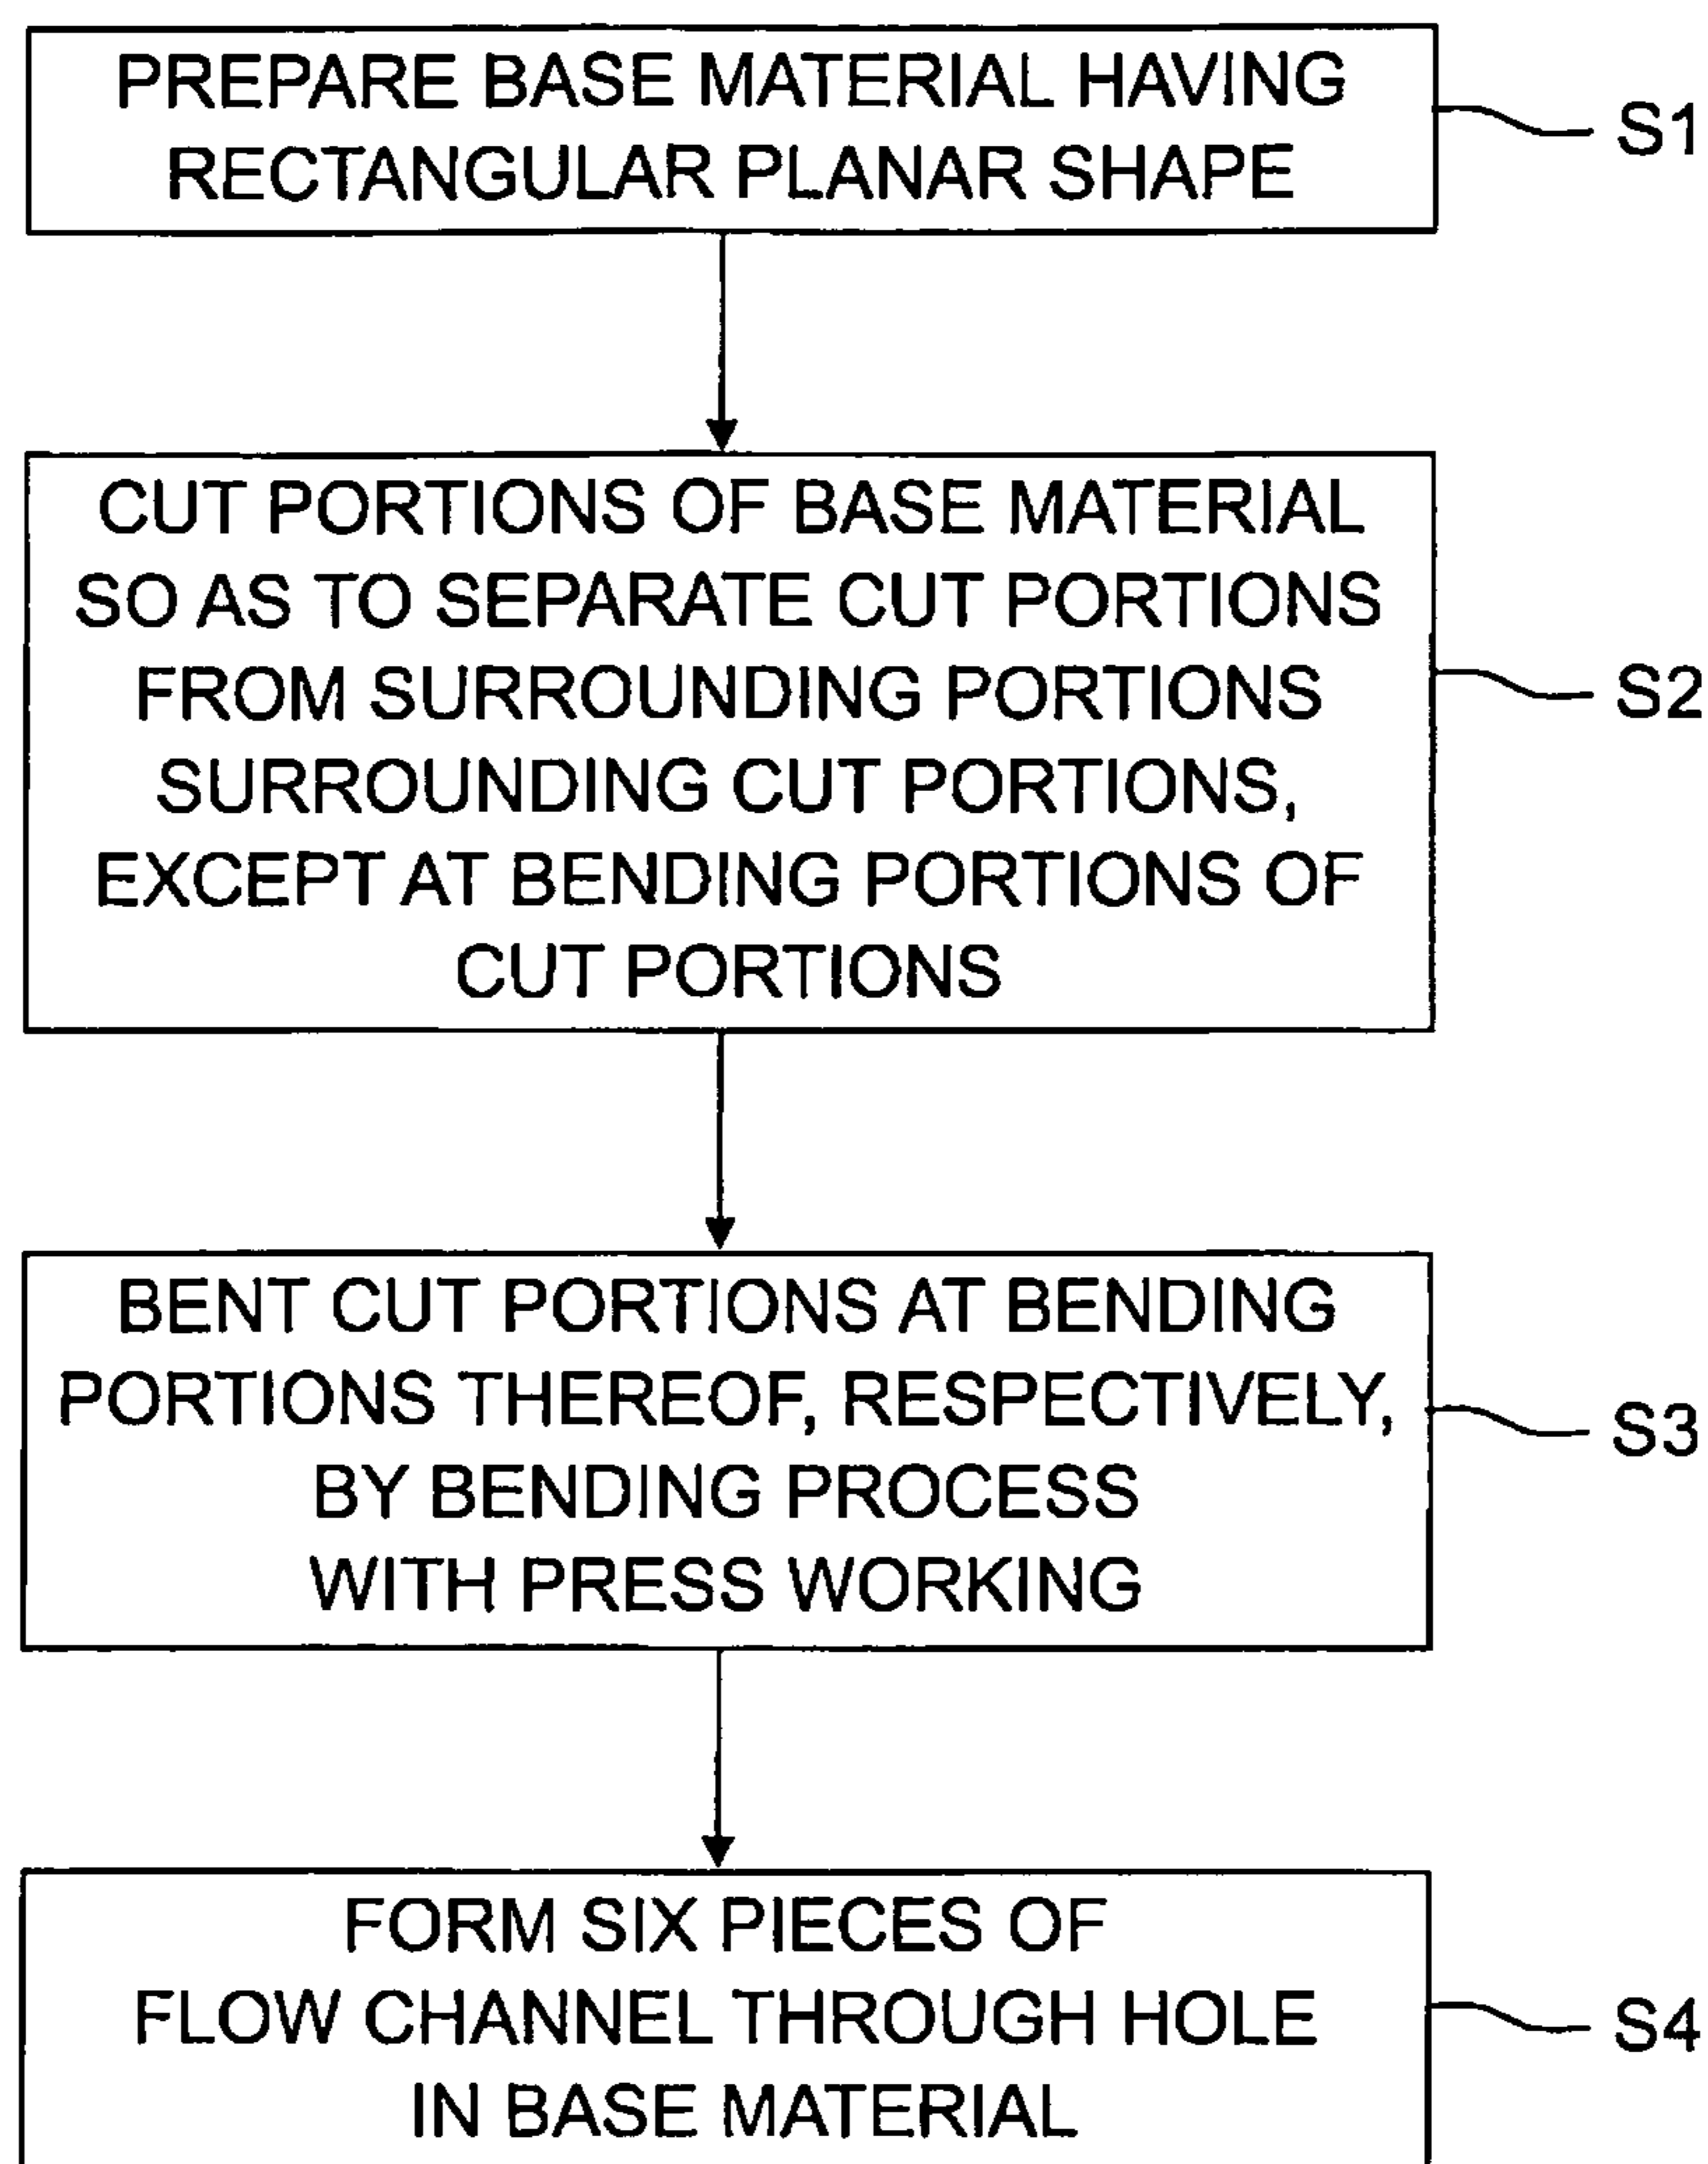 PREPARE BASE MATERIAL HAVING
RECTANGULAR PLANAR SHAPE
S1
CUT PORTIONS OF BASE MATERIAL
SO AS TO SEPARATE CUT PORTIONS
FROM SURROUNDING PORTIONS
SURROUNDING CUT PORTIONS,
EXCEPT AT BENDING PORTIONS OF
CUT PORTIONS
S2
BENT CUT PORTIONS AT BENDING
PORTIONS THEREOF, RESPECTIVELY,
BY BENDING PROCESS
WITH PRESS WORKING
S3
FORM SIX PIECES OF
FLOW CHANNEL THROUGH HOLE
IN BASE MATERIAL
S4